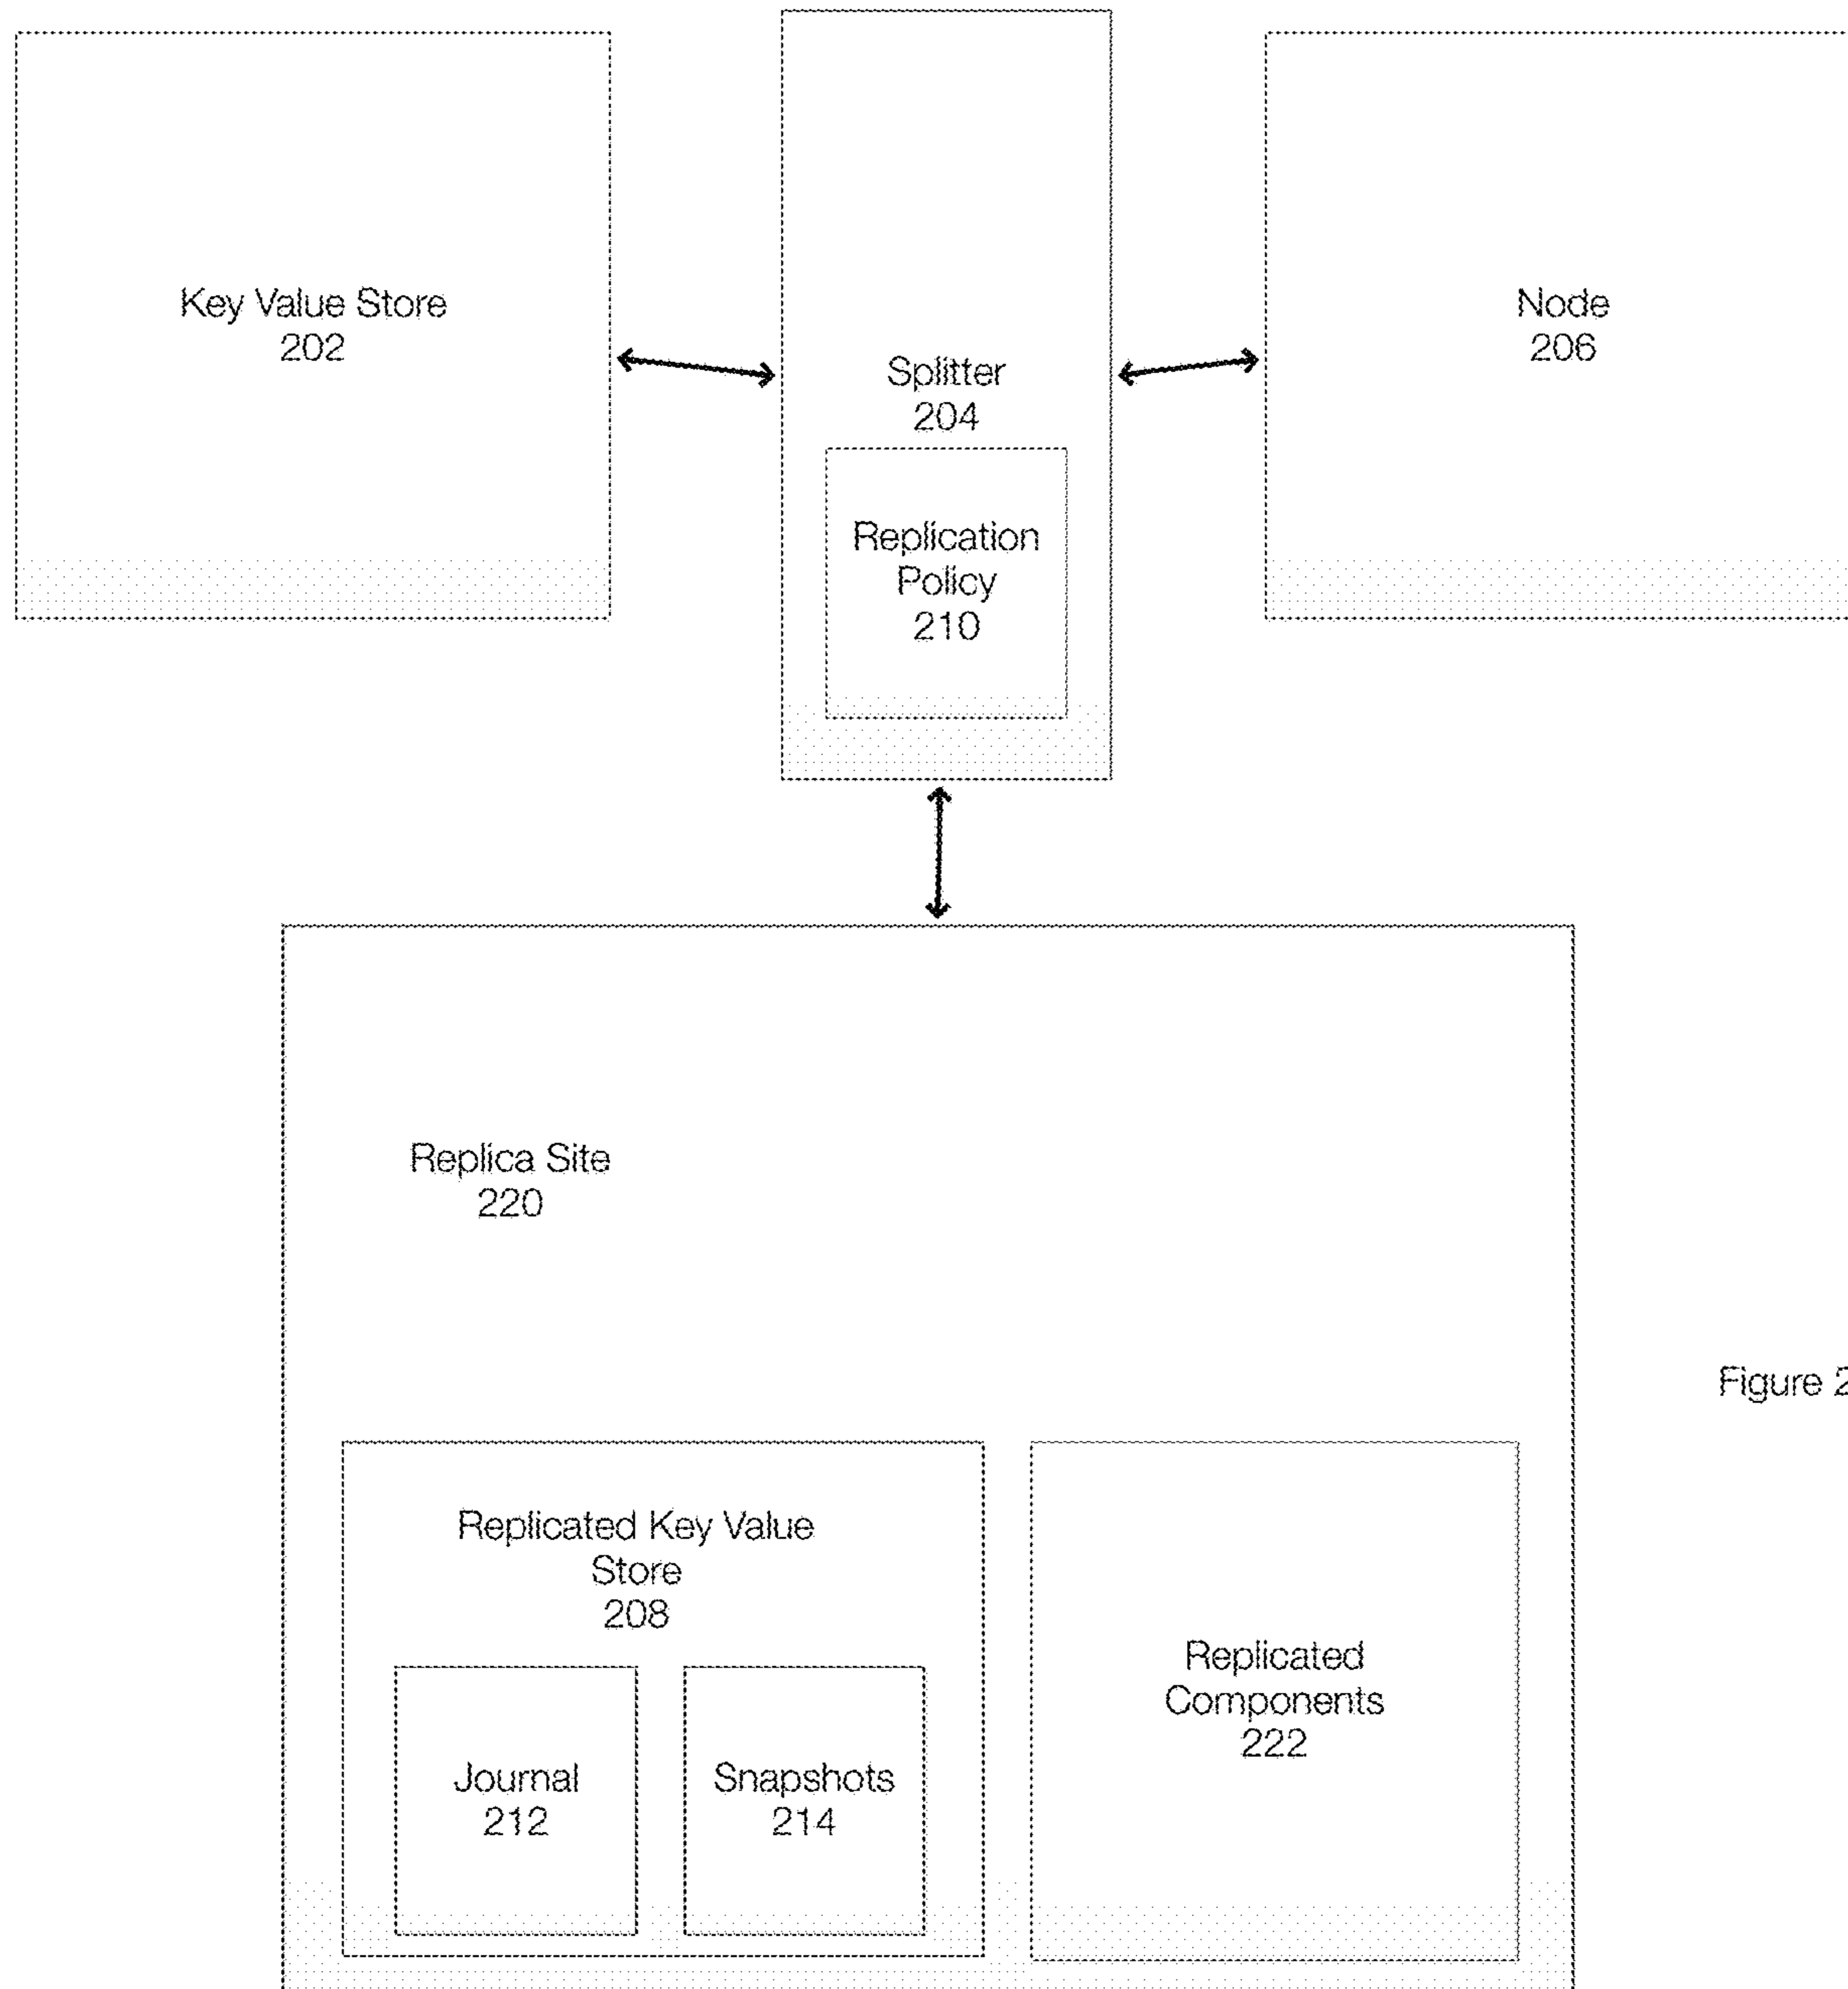 Key Value Store
202
Splitter
204
Node
206
Replication
Policy
210
Replica Site
220
Figure 2
Replicated Key Value
Store
208
Journal
212
Snapshots
214
Replicated
Components
222